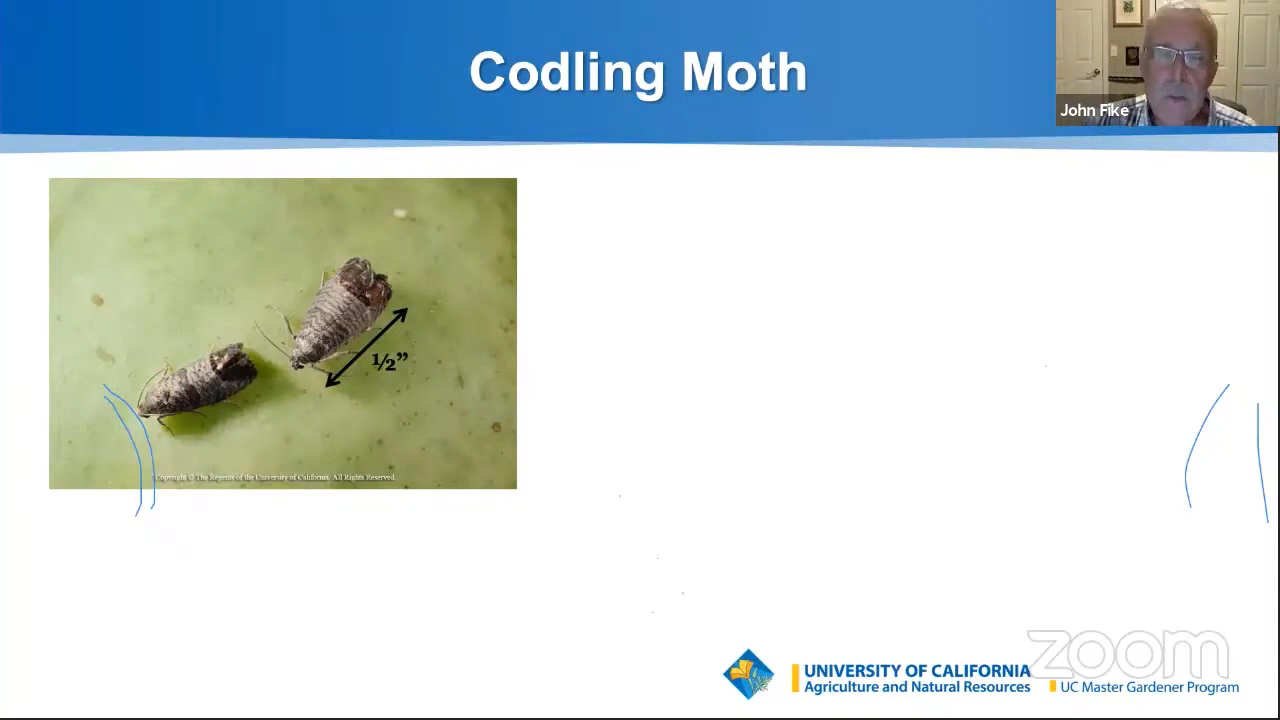 Codling Moth
John Fike
½”
Copyright © The Regents of the University of California. All Rights Reserved
zoom
UNIVERSITY OF CALIFORNIA
Agriculture and Natural Resources
UC Master Gardener Program